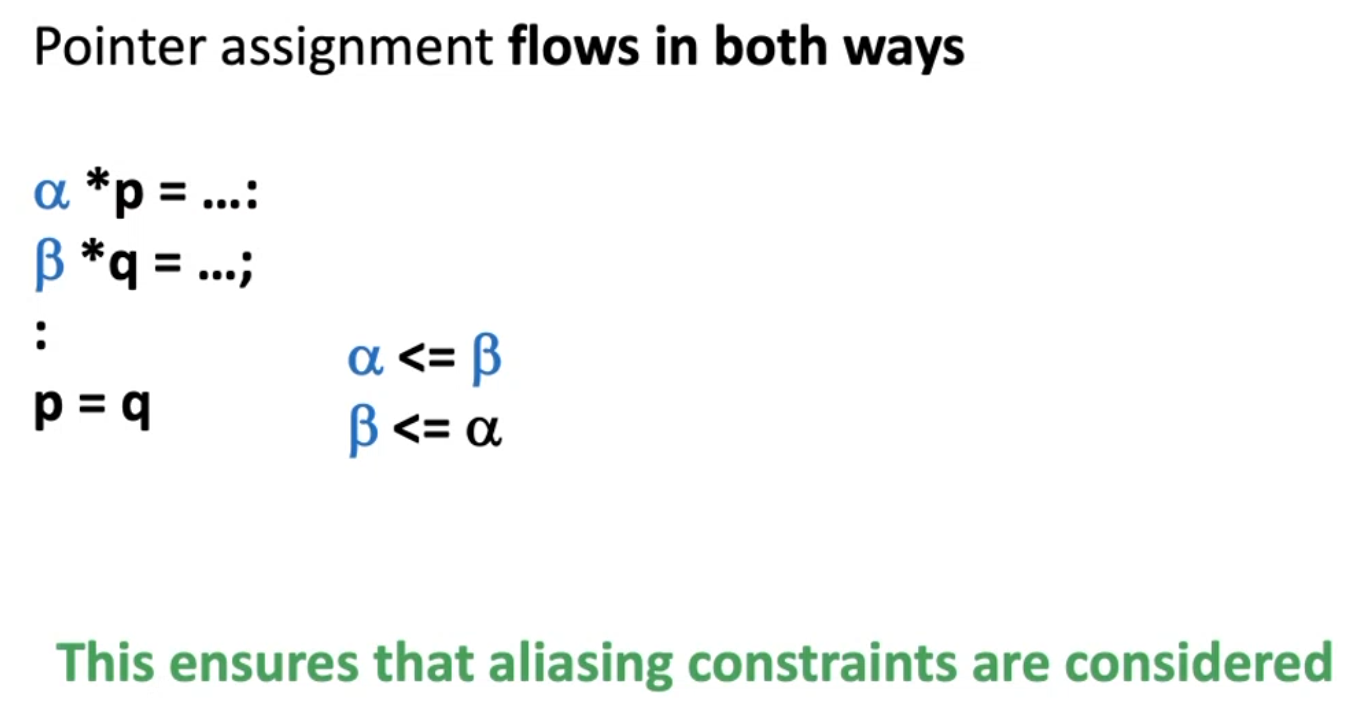 Pointer assignment flows in both ways
α *p = …:
β *q = …;
:
α <= β
p = q
β <= α
This ensures that aliasing constraints are considered